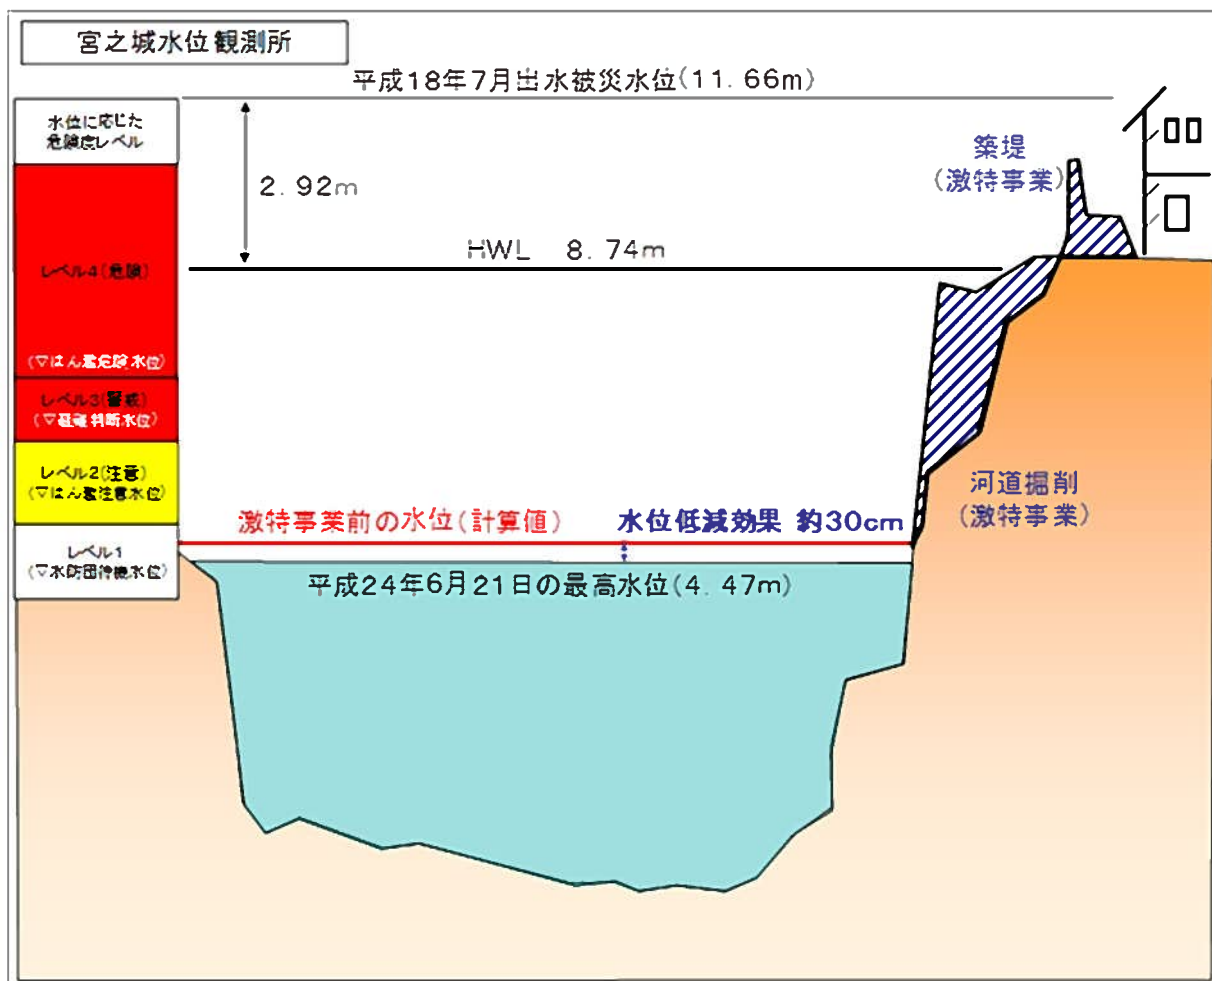 宮之城水位観測所
平成18年7月出水被災水位(11.66m)
水位に応じた
危険度レベル
2.92m
築堤
(激特事業)
HWL 8.74m
レベル4(危険)
(▽はん濫危険水位)
レベル3(警戒)
(▽避難判断水位)
レベル2(注意)
(▽はん濫注意水位)
河道掘削
(激特事業)
激特事業前の水位(計算値)
水位低減効果 約30cm
レベル1
(▽水防団待機水位)
平成24年6月21日の最高水位(4.47m)